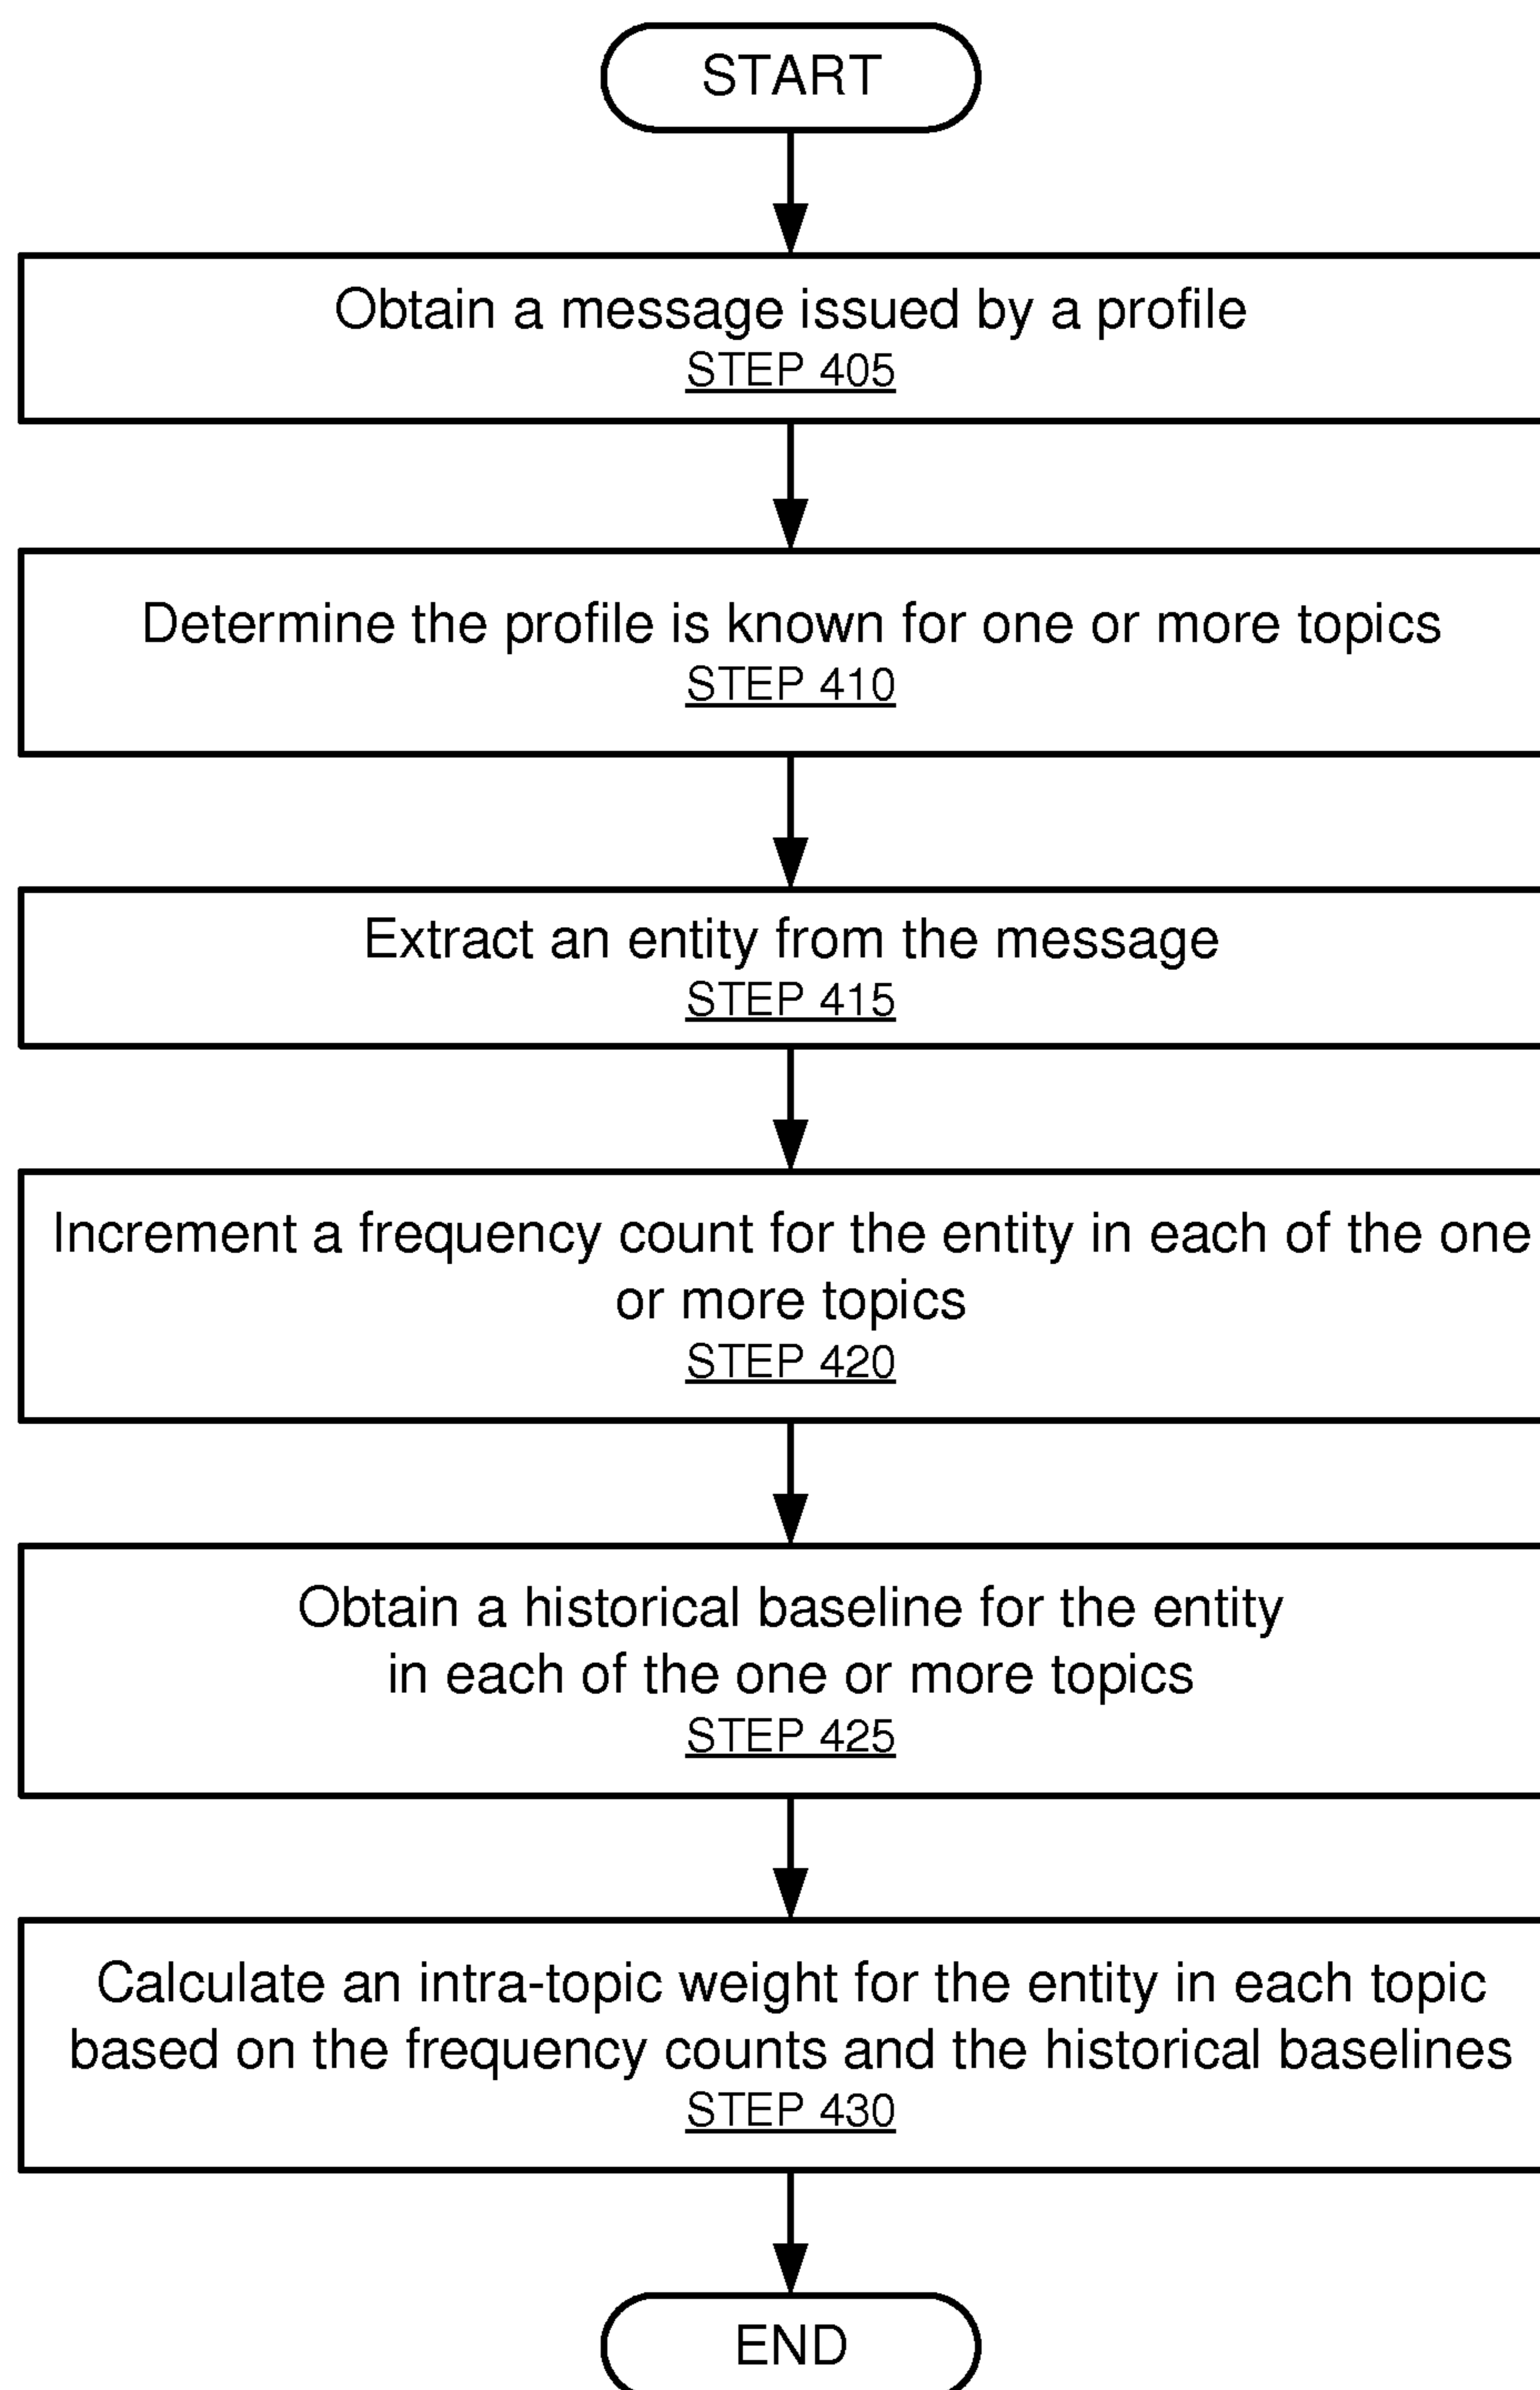 START
Obtain a message issued by a profile
STEP 405
Determine the profile is known for one or more topics
STEP 410
Extract an entity from the message
STEP 415
Increment a frequency count for the entity in each of the one
or more topics
STEP 420
Obtain a historical baseline for the entity
in each of the one or more topics
STEP 425
Calculate an intra-topic weight for the entity in each topic
based on the frequency counts and the historical baselines
STEP 430
END